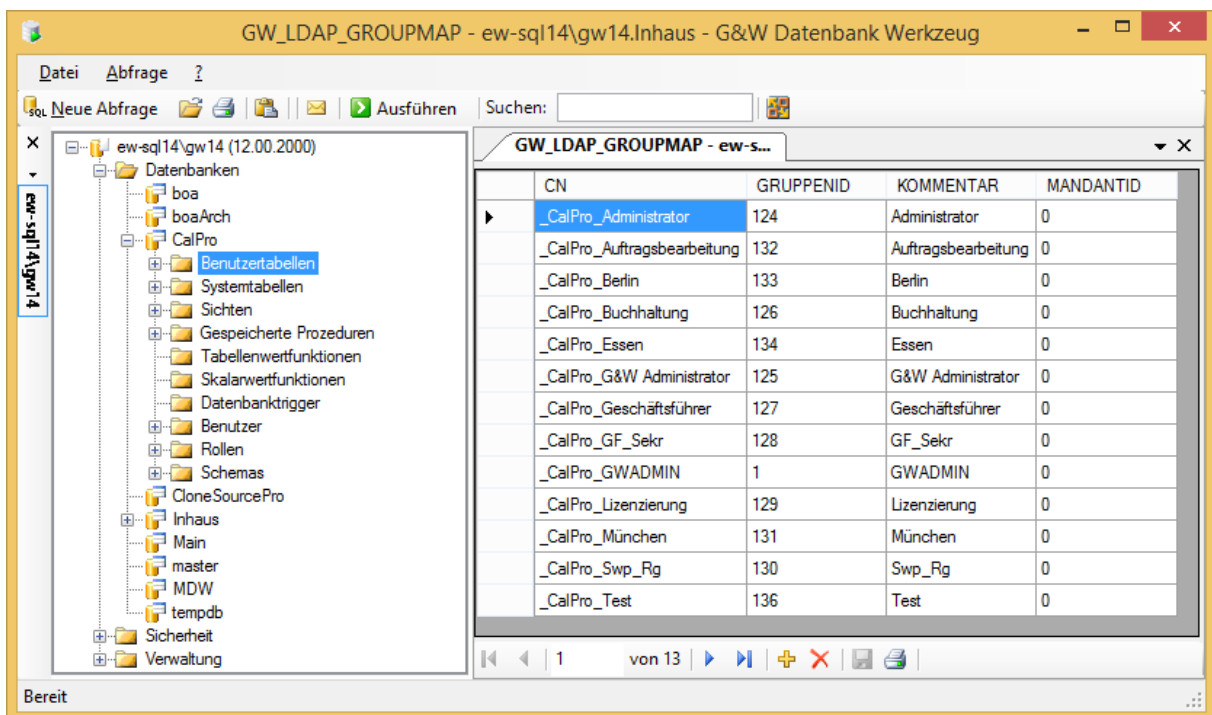 GW_LDAP_GROUPMAP - ew-sql14\gw14.Inhaus - G&W Datenbank Werkzeug
Datei Abfrage ?
SQL Neue Abfrage Ausführen Suchen:
ew-sql14\gw14
ew-sql14\gw14 (12.00.2000)
Datenbanken
boa
boaArch
CalPro
Benutzertabellen
Systemtabellen
Sichten
Gespeicherte Prozeduren
Tabellenwertfunktionen
Skalarwertfunktionen
Datenbanktrigger
Benutzer
Rollen
Schemas
CloneSourcePro
Inhaus
Main
master
MDW
tempdb
Sicherheit
Verwaltung
GW_LDAP_GROUPMAP - ew-s...
CN GRUPPENID KOMMENTAR MANDANTID
_CalPro_Administrator 124 Administrator 0
_CalPro_Auftragsbearbeitung 132 Auftragsbearbeitung 0
_CalPro_Berlin 133 Berlin 0
_CalPro_Buchhaltung 126 Buchhaltung 0
_CalPro_Essen 134 Essen 0
_CalPro_G&W Administrator 125 G&W Administrator 0
_CalPro_Geschäftsführer 127 Geschäftsführer 0
_CalPro_GF_Sekr 128 GF_Sekr 0
_CalPro_GWADMIN 1 GWADMIN 0
_CalPro_Lizenzierung 129 Lizenzierung 0
_CalPro_München 131 München 0
_CalPro_Swp_Rg 130 Swp_Rg 0
_CalPro_Test 136 Test 0
1 von 13
Bereit